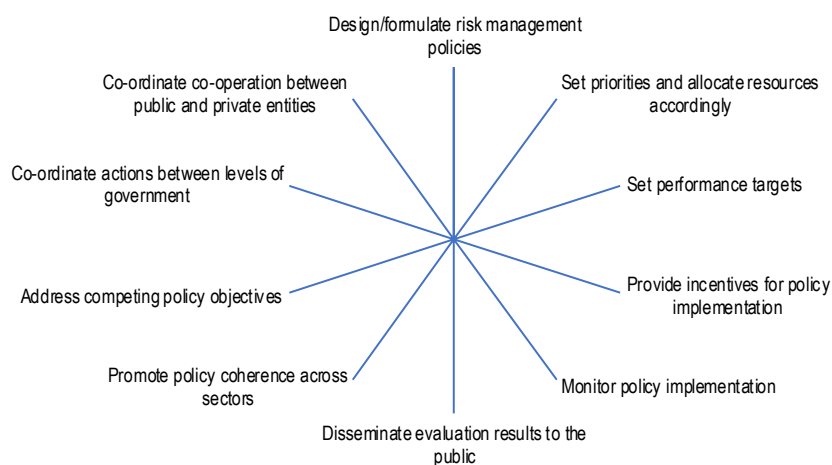 Design/formulate risk management
policies
Set priorities and allocate resources
accordingly
Set performance targets
Provide incentives for policy
implementation
Monitor policy implementation
Disseminate evaluation results to the
public
Promote policy coherence across
sectors
Address competing policy objectives
Co-ordinate actions between levels of
government
Co-ordinate co-operation between
public and private entities